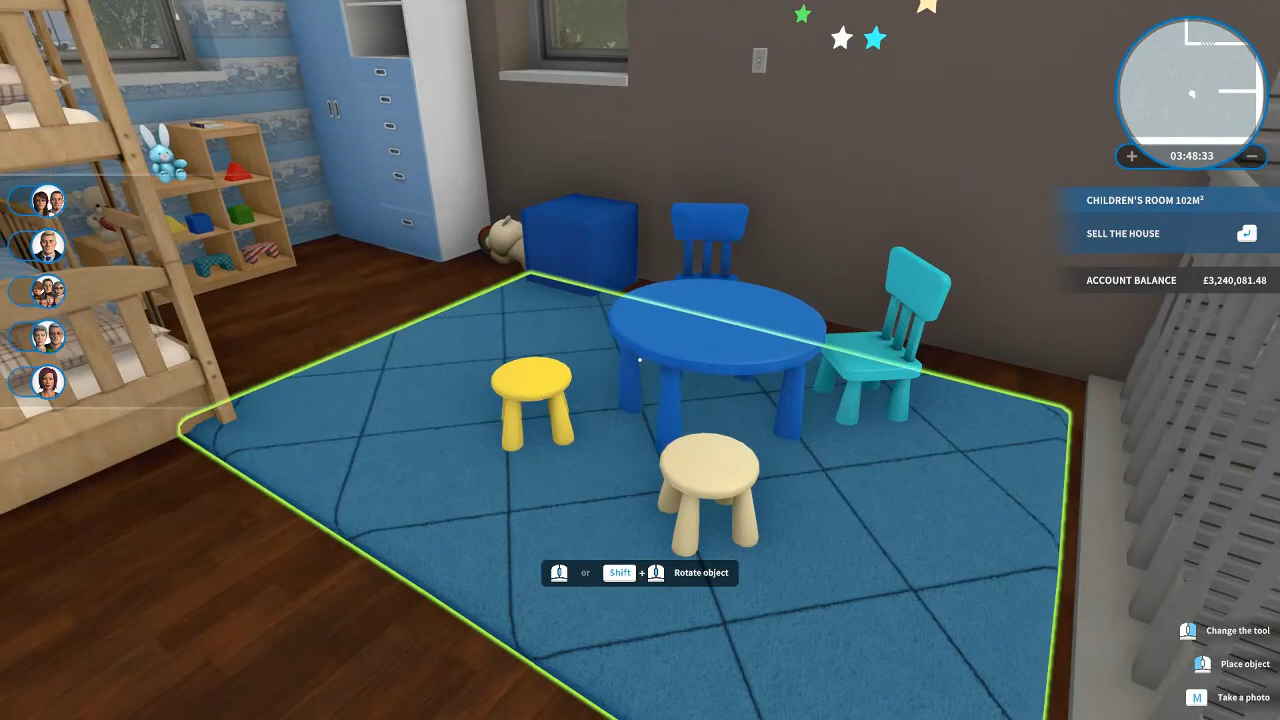 03:48:33
CHILDREN'S ROOM 102M²
SELL THE HOUSE
ACCOUNT BALANCE £3,240,081.48
or Shift + Rotate object
Change the tool
Place object
M Take a photo